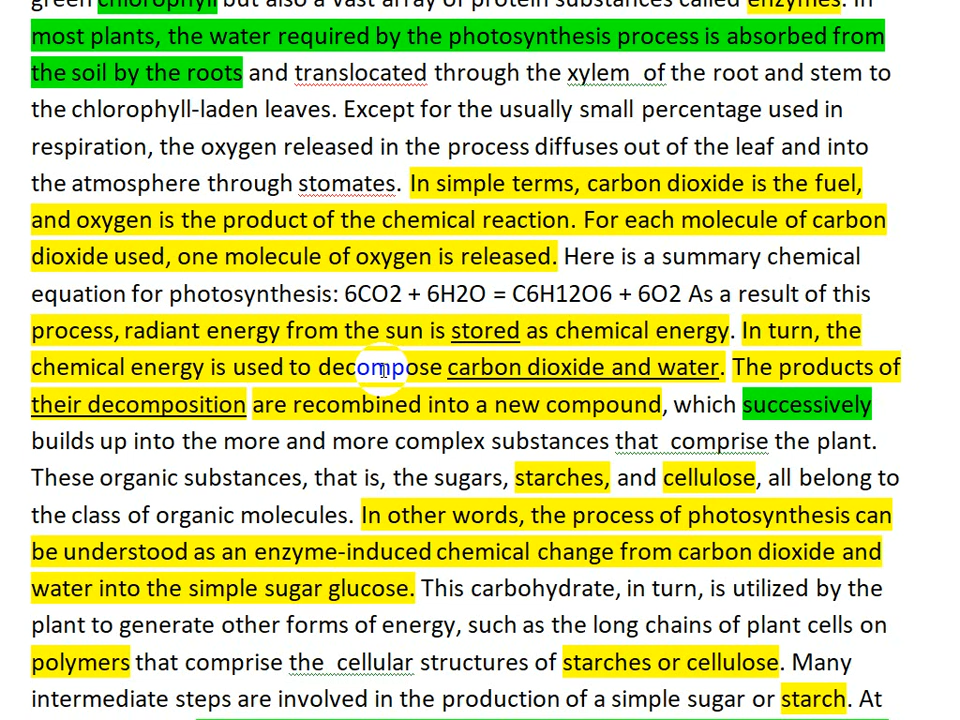 green chlorophyll but also a vast array of protein substances called enzymes. In
most plants, the water required by the photosynthesis process is absorbed from
the soil by the roots and translocated through the xylem  of the root and stem to
the chlorophyll-laden leaves. Except for the usually small percentage used in
respiration, the oxygen released in the process diffuses out of the leaf and into
the atmosphere through stomates. In simple terms, carbon dioxide is the fuel,
and oxygen is the product of the chemical reaction. For each molecule of carbon
dioxide used, one molecule of oxygen is released. Here is a summary chemical
equation for photosynthesis: 6CO2 + 6H2O = C6H12O6 + 6O2 As a result of this
process, radiant energy from the sun is stored as chemical energy. In turn, the
chemical energy is used to decompose carbon dioxide and water. The products of
their decomposition are recombined into a new compound, which successively
builds up into the more and more complex substances that  comprise the plant.
These organic substances, that is, the sugars, starches, and cellulose, all belong to
the class of organic molecules. In other words, the process of photosynthesis can
be understood as an enzyme-induced chemical change from carbon dioxide and
water into the simple sugar glucose. This carbohydrate, in turn, is utilized by the
plant to generate other forms of energy, such as the long chains of plant cells on
polymers that comprise the  cellular structures of starches or cellulose. Many
intermediate steps are involved in the production of a simple sugar or starch. At